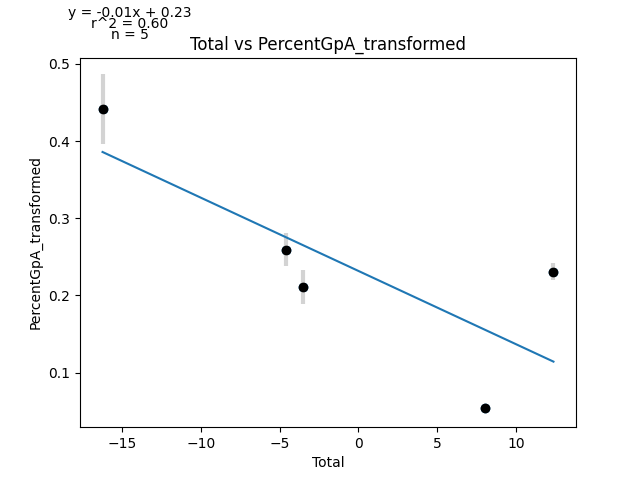 y = -0.01x + 0.23
r^2 = 0.60
n = 5
Total vs PercentGpA_transformed
0.5
0.4
0.3
0.2
0.1
PercentGpA_transformed
−15
−10
−5
0
5
10
Total